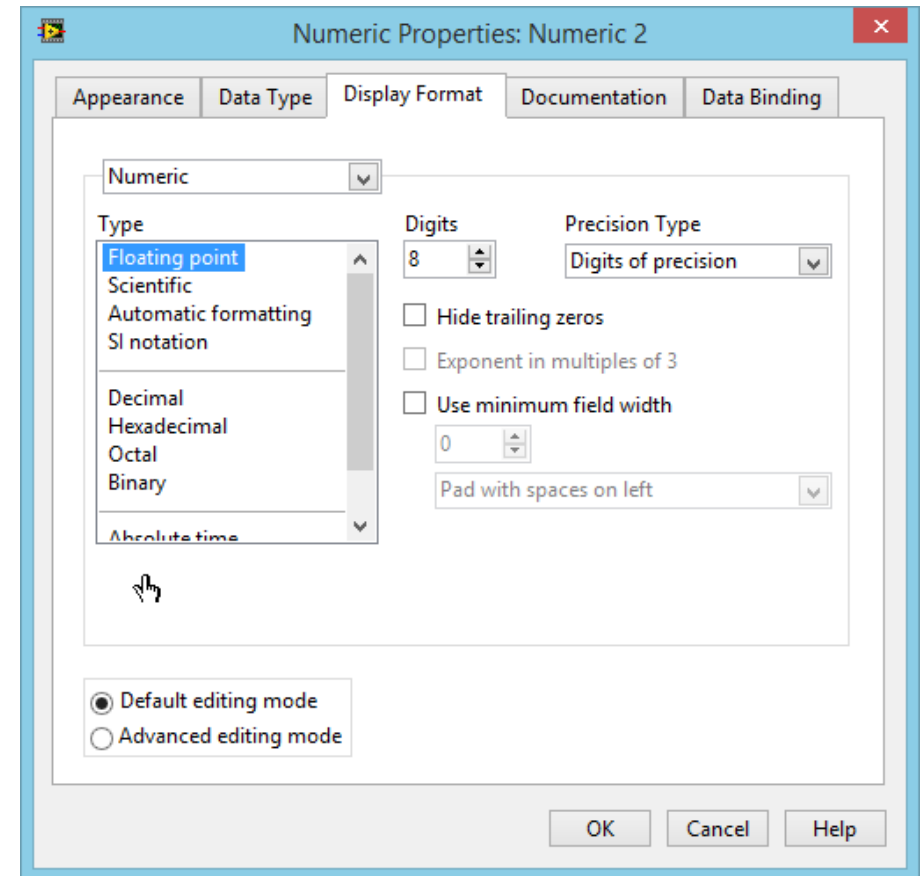 Numeric Properties: Numeric 2
Appearance Data Type Display Format Documentation Data Binding
Numeric
Type Digits Precision Type
Floating point 8 Digits of precision
Scientific
Automatic formatting Hide trailing zeros
SI notation
Exponent in multiples of 3
Decimal Use minimum field width
Hexadecimal
Octal 0
Binary Pad with spaces on left
Absolute time
Default editing mode
Advanced editing mode
OK Cancel Help